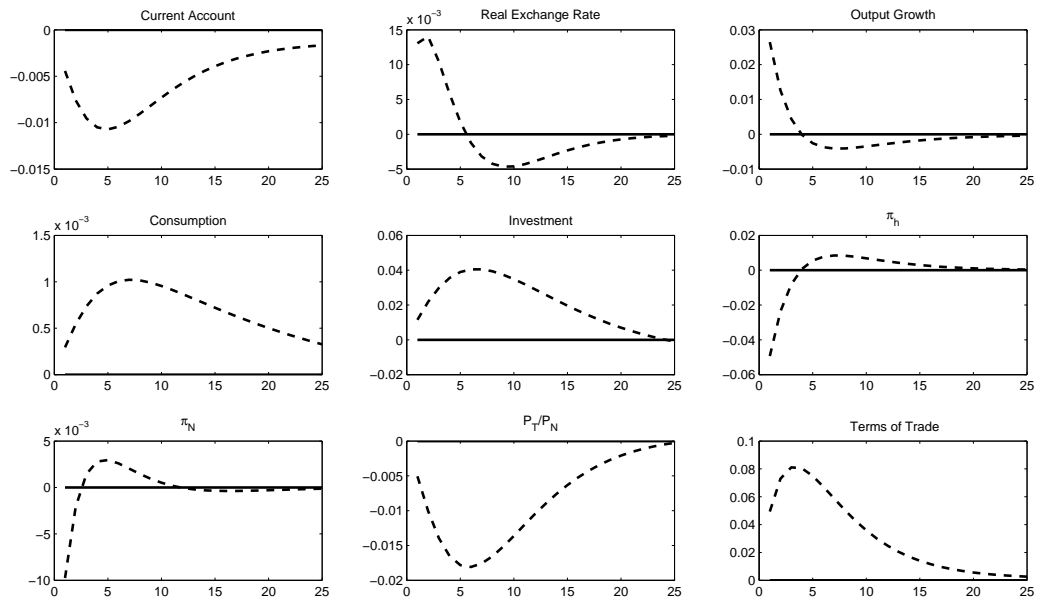 Current Account
0
−0.005
−0.01
−0.015
0 5 10 15 20 25
Real Exchange Rate
x 10−3
15
10
5
0
−5
0 5 10 15 20 25
Output Growth
0.03
0.02
0.01
0
−0.01
0 5 10 15 20 25
Consumption
x 10−3
1.5
1
0.5
0
0 5 10 15 20 25
Investment
0.06
0.04
0.02
0
−0.02
0 5 10 15 20 25
πh
0.02
0
−0.02
−0.04
−0.06
0 5 10 15 20 25
πN
x 10−3
5
0
−5
−10
0 5 10 15 20 25
PT/PN
0
−0.005
−0.01
−0.015
−0.02
0 5 10 15 20 25
Terms of Trade
0.1
0.08
0.06
0.04
0.02
0
0 5 10 15 20 25